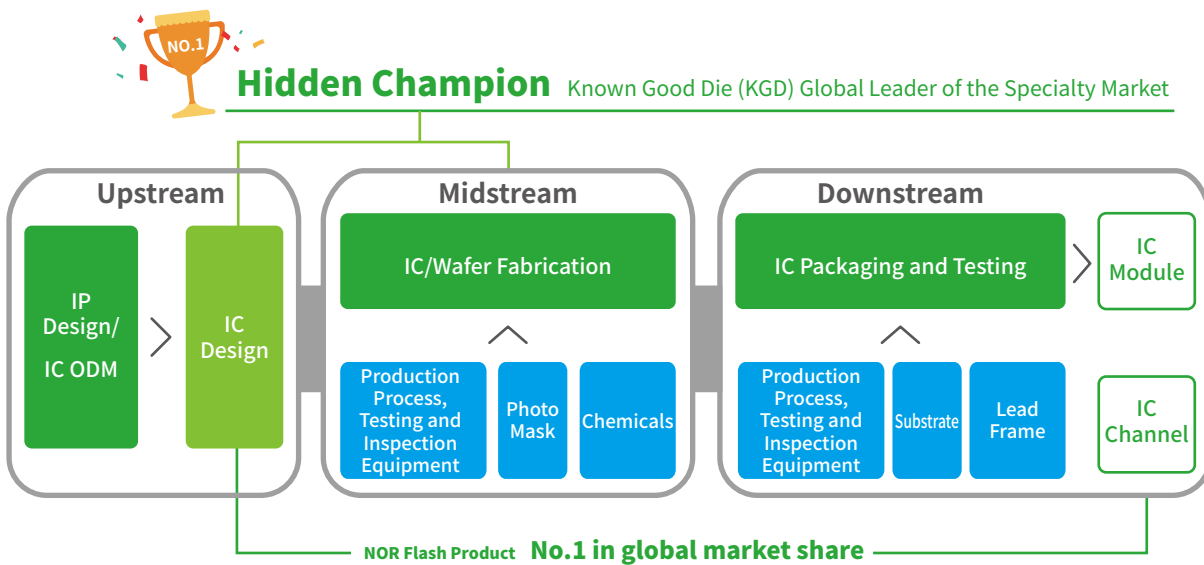 NO.1
Hidden Champion Known Good Die (KGD) Global Leader of the Specialty Market
Upstream
IP
Design/
IC ODM
IC
Design
Midstream
IC/Wafer Fabrication
Production
Process,
Testing and
Inspection
Equipment
Photo
Mask
Chemicals
Downstream
IC Packaging and Testing
IC
Module
Production
Process,
Testing and
Inspection
Equipment
Substrate
Lead
Frame
IC
Channel
NOR Flash Product No.1 in global market share